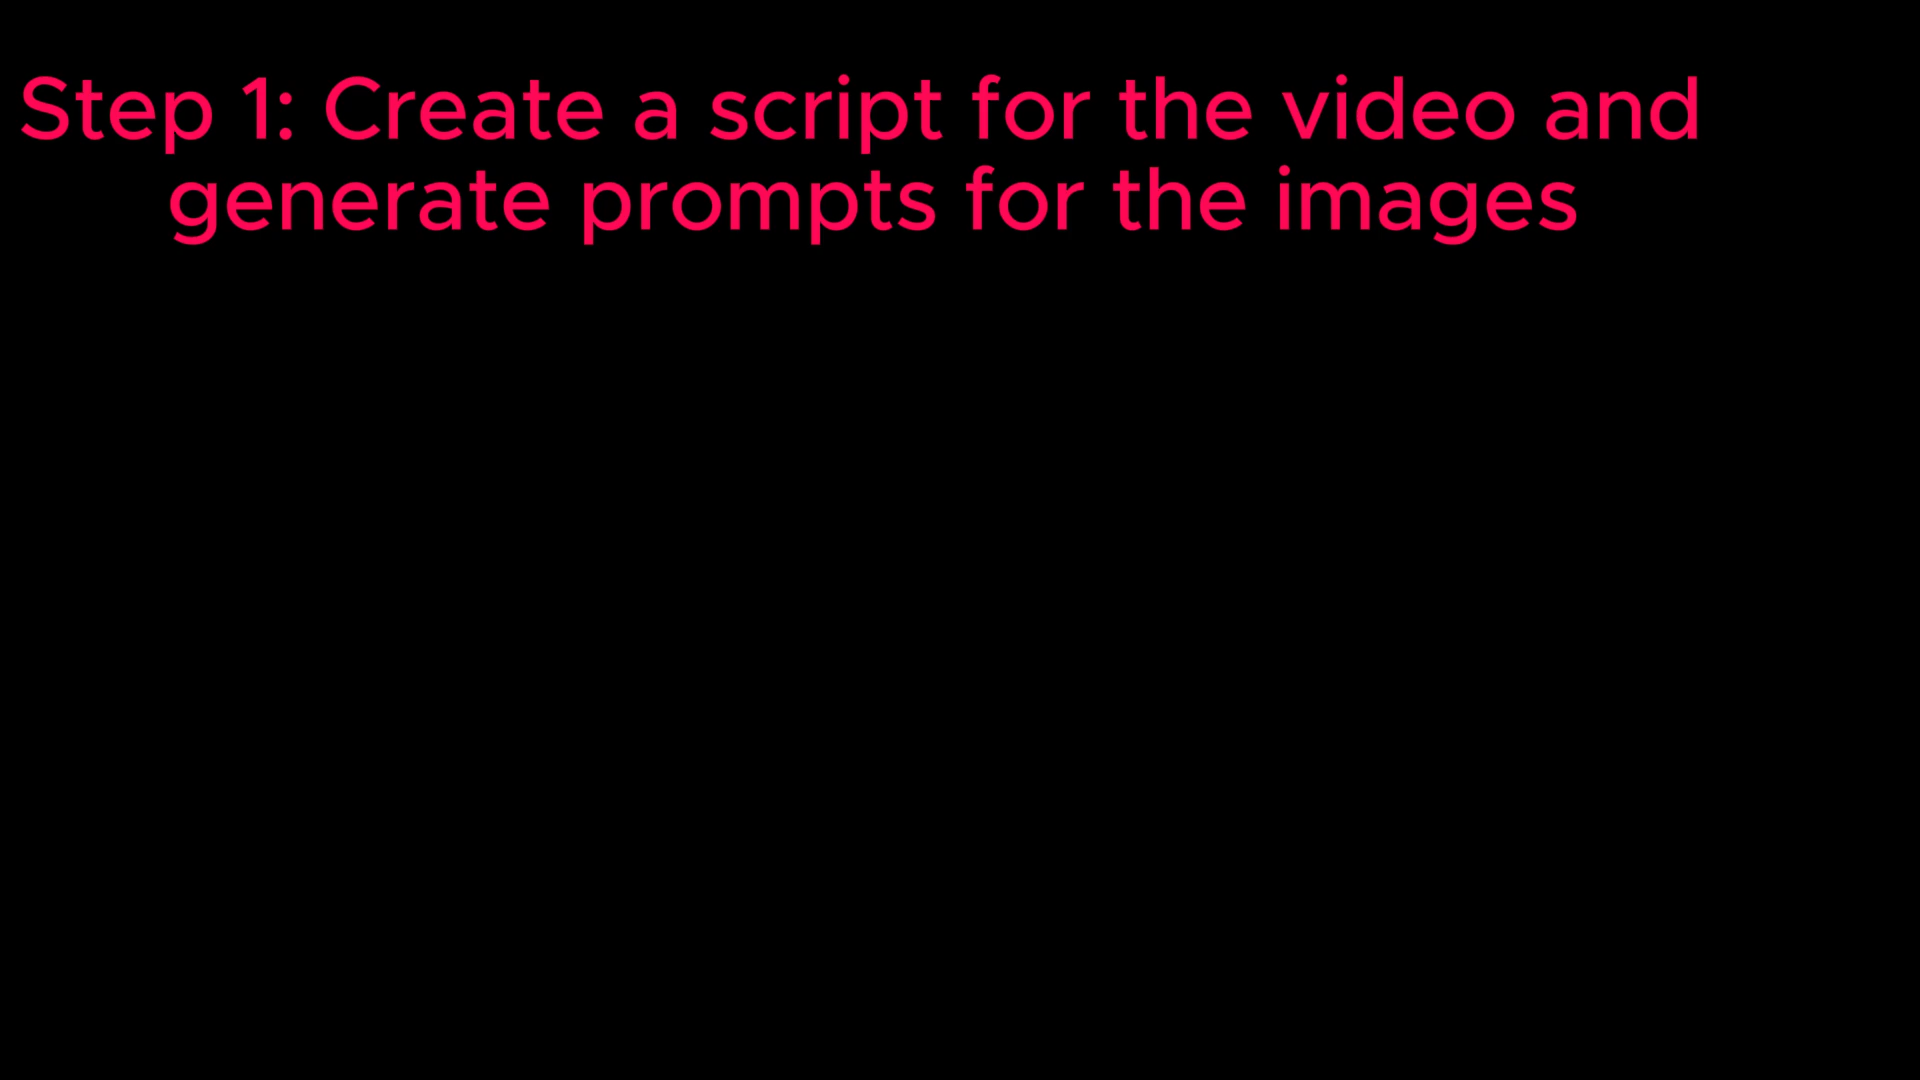 Step 1: Create a script for the video and
generate prompts for the images